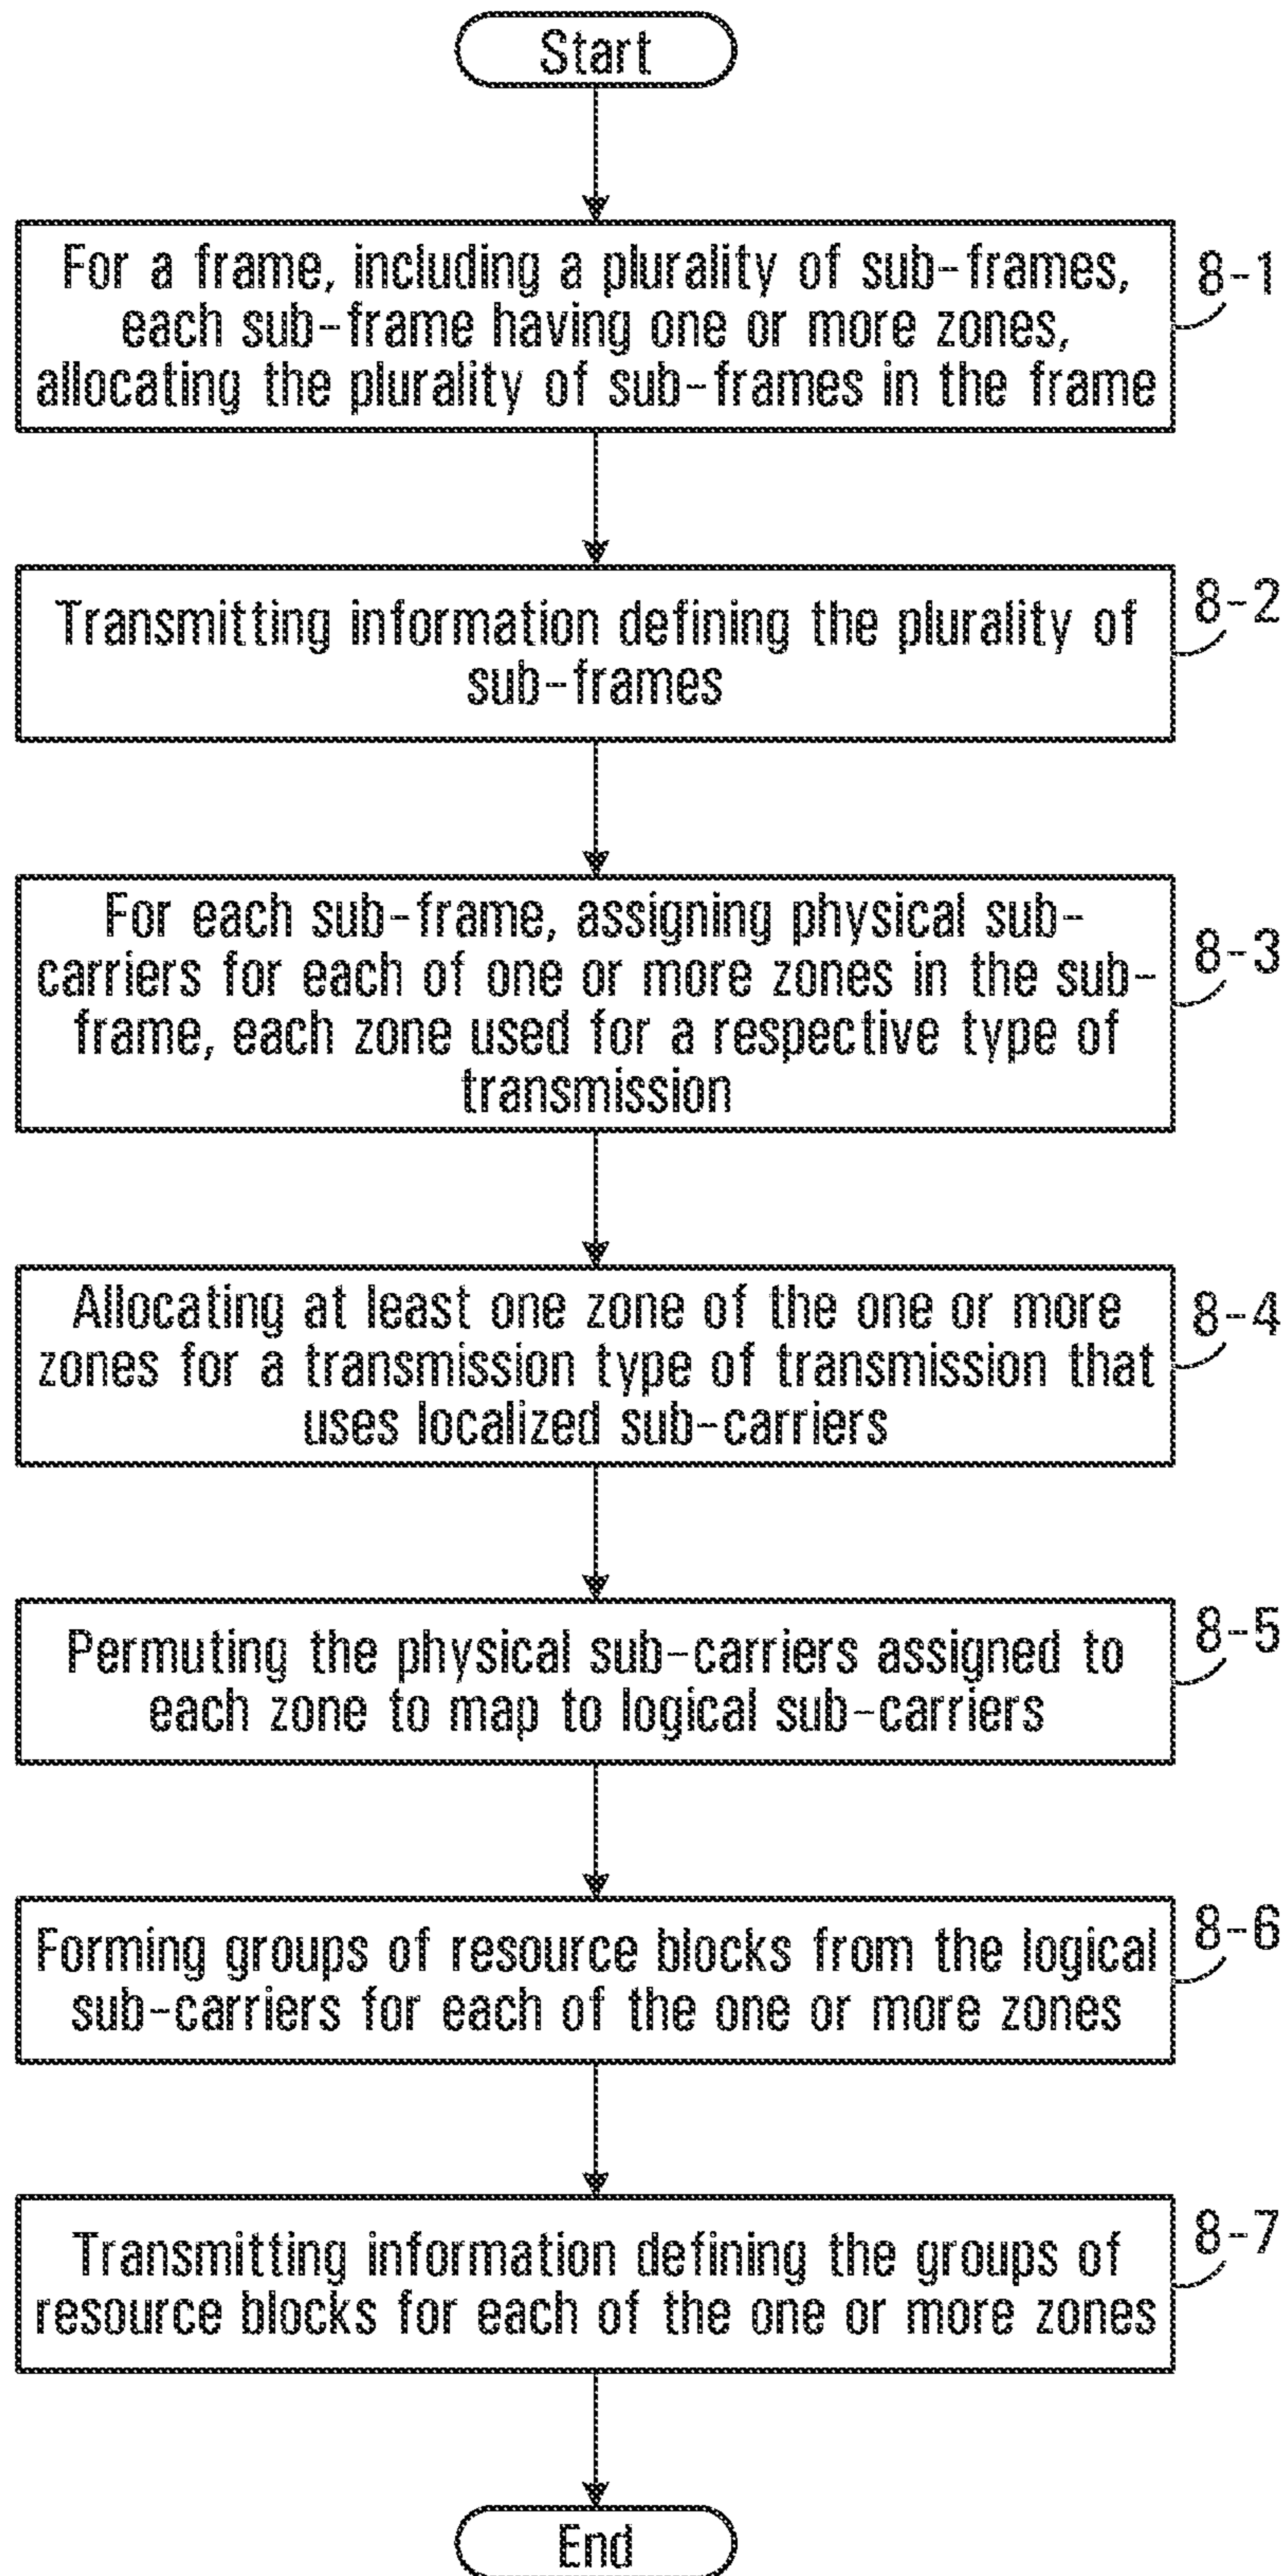 Start
For a frame, including a plurality of sub-frames,
each sub-frame having one or more zones,
allocating the plurality of sub-frames in the frame
8-1
Transmitting information defining the plurality of
sub-frames
8-2
For each sub-frame, assigning physical sub-
carriers for each of one or more zones in the sub-
frame, each zone used for a respective type of
transmission
8-3
Allocating at least one zone of the one or more
zones for a transmission type of transmission that
uses localized sub-carriers
8-4
Permuting the physical sub-carriers assigned to
each zone to map to logical sub-carriers
8-5
Forming groups of resource blocks from the logical
sub-carriers for each of the one or more zones
8-6
Transmitting information defining the groups of
resource blocks for each of the one or more zones
8-7
End